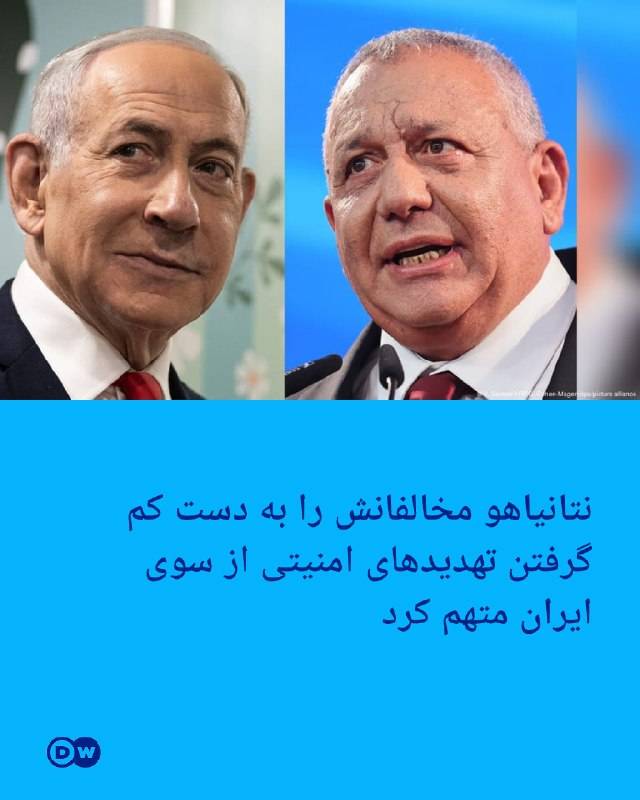 نتانیاهو مخالفانش را به دست کم
گرفتن تهدیدهای امنیتی از سوی
ایران متهم کرد
DW